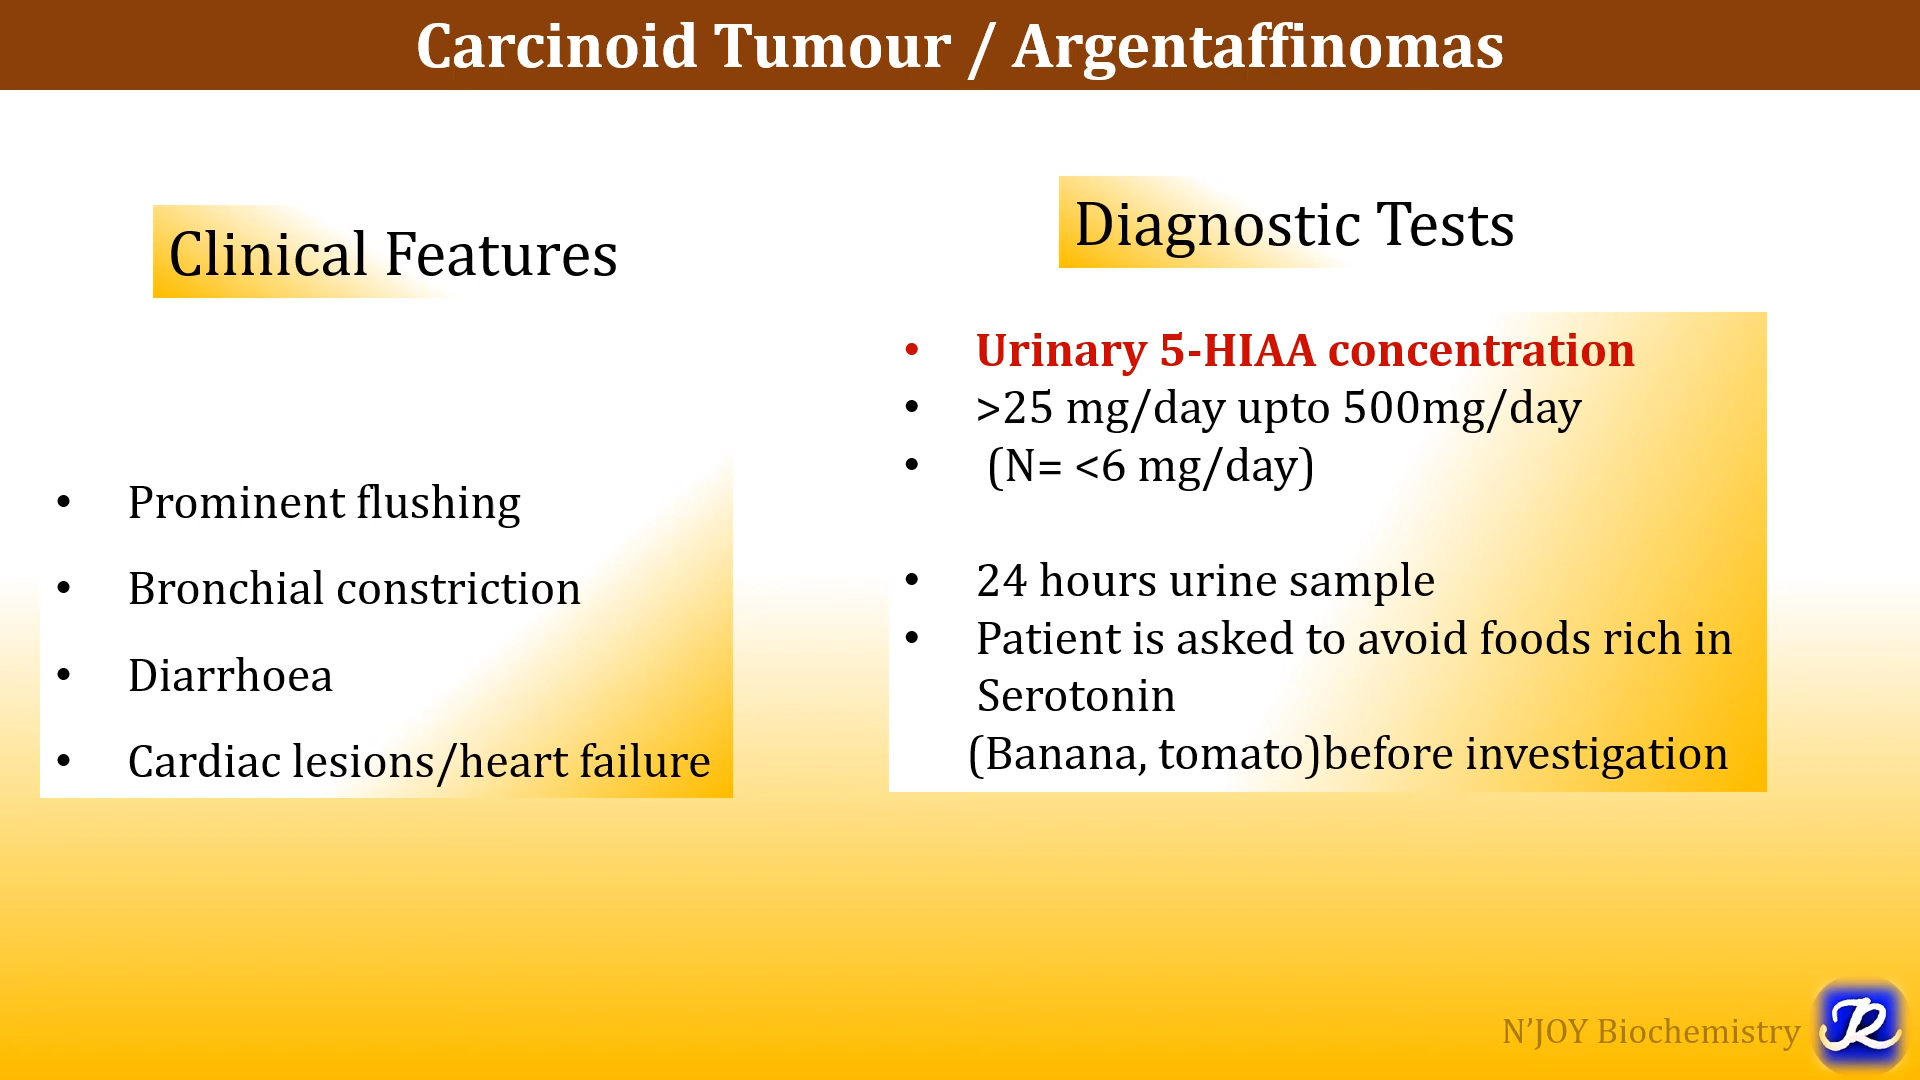 Carcinoid Tumour / Argentaffinomas
Clinical Features
• Prominent flushing
• Bronchial constriction
• Diarrhoea
• Cardiac lesions/heart failure
Diagnostic Tests
• Urinary 5-HIAA concentration
• >25 mg/day upto 500mg/day
• (N= <6 mg/day)
• 24 hours urine sample
• Patient is asked to avoid foods rich in
Serotonin
(Banana, tomato)before investigation
N’JOY Biochemistry
JR